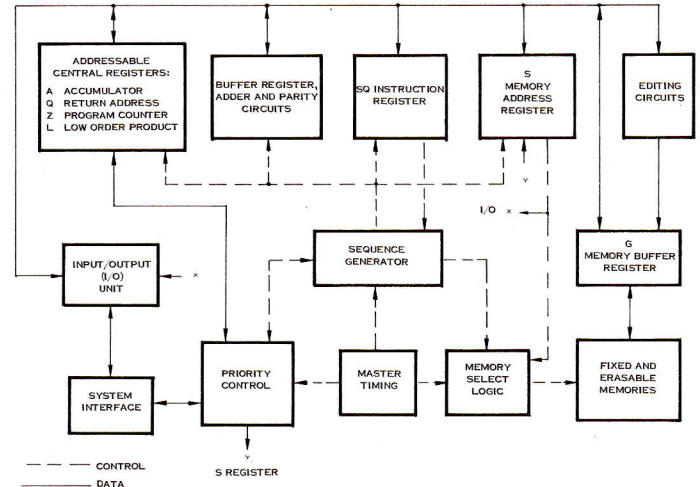 ADDRESSABLE
CENTRAL REGISTERS:
A ACCUMULATOR
Q RETURN ADDRESS
Z PROGRAM COUNTER
L LOW ORDER PRODUCT
BUFFER REGISTER,
ADDER AND PARITY
CIRCUITS
SQ INSTRUCTION
REGISTER
S
MEMORY
ADDRESS
REGISTER
EDITING
CIRCUITS
Y
I/O X
INPUT/OUTPUT
(I/O)
UNIT
X
SEQUENCE
GENERATOR
G
MEMORY BUFFER
REGISTER
SYSTEM
INTERFACE
PRIORITY
CONTROL
MASTER
TIMING
MEMORY
SELECT
LOGIC
FIXED AND
ERASABLE
MEMORIES
Y
S REGISTER
CONTROL
DATA